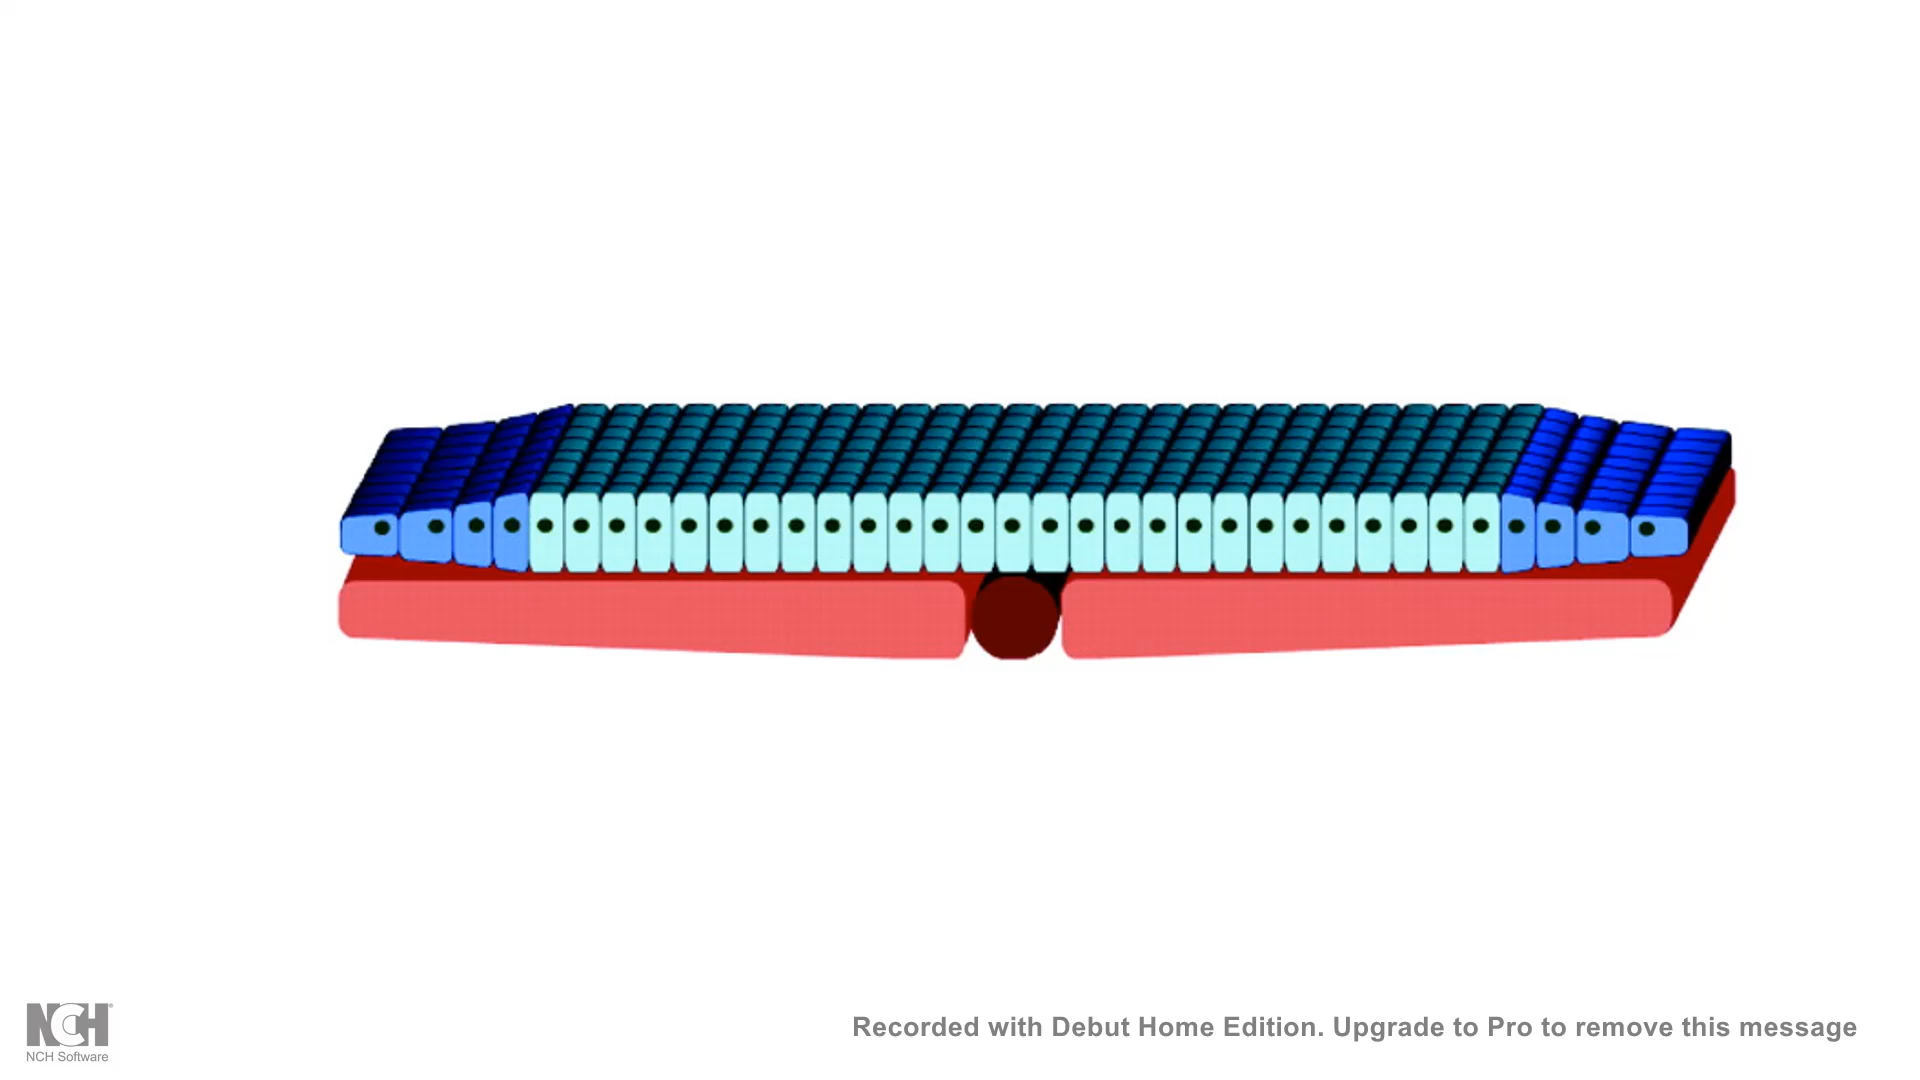 NCH
NCH Software
Recorded with Debut Home Edition. Upgrade to Pro to remove this message